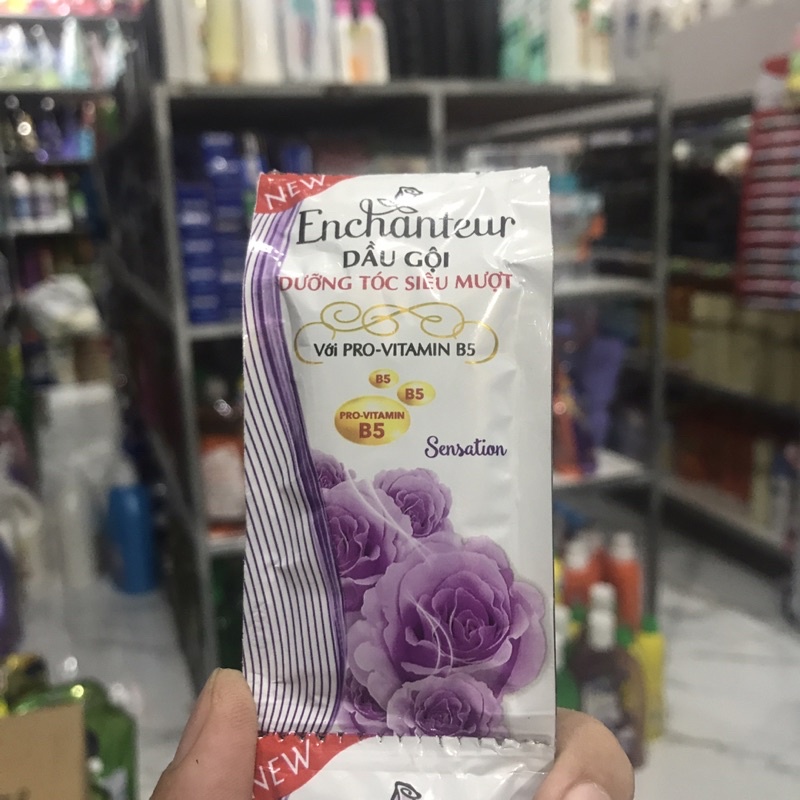 NEW
Enchanteur
DẦU GỘI
DƯỠNG TÓC SIÊU MƯỢT
Với PRO-VITAMIN B5
B5
B5
PRO-VITAMIN
B5
Sensation
NEW